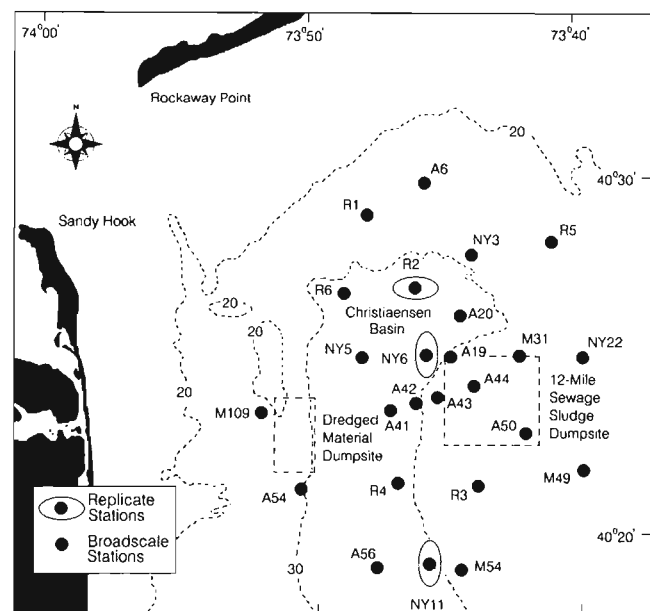 74°00'
73°50'
73°40'
Rockaway Point
N
20
A6
40°30'
R1
Sandy Hook
R5
NY3
R2
R6
20
Christiaensen
Basin
A20
20
NY5
NY6
A19
M31
NY22
20
A44
12-Mile
Sewage
Sludge
Dumpsite
A42
A43
M109
A41
Dredged
Material
Dumpsite
A50
M49
A54
R4
R3
Replicate
Stations
Broadscale
Stations
40°20'
A56
M54
30
NY11